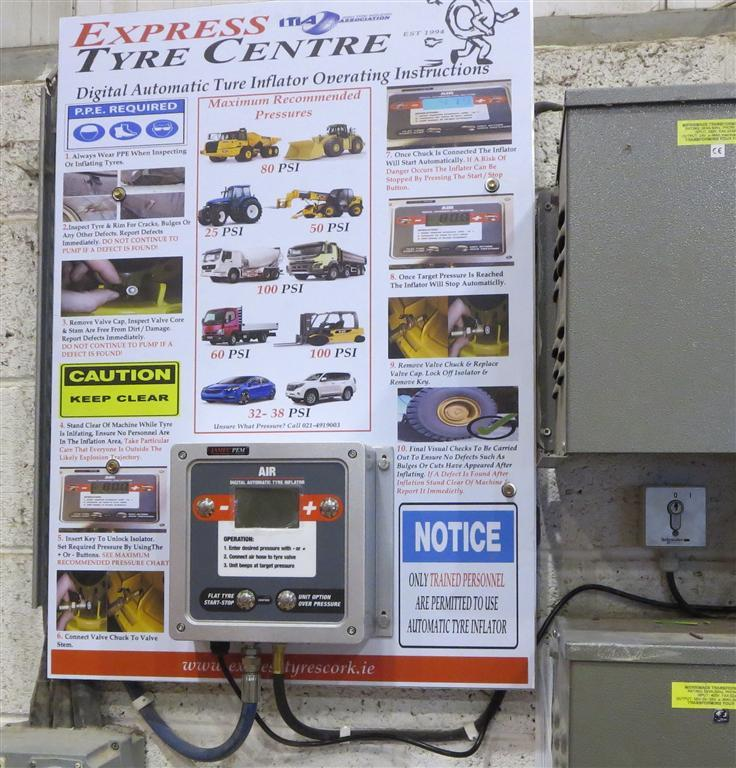 EXPRESS
TYRE CENTRE
ITIA
ASSOCIATION
EST 1994
Digital Automatic Tyre Inflator Operating Instructions
P.P.E. REQUIRED
1. Always Wear PPE When Inspecting
Or Inflating Tyres.
2.Inspect Tyre & Rim For Cracks, Bulges Or
Any Other Defects. Report Defects
Immediately. DO NOT CONTINUE TO
PUMP IF A DEFECT IS FOUND!
3. Remove Valve Cap, Inspect Valve Core
& Stam Are Free From Dirt / Damage.
Report Defects Immediately.
DO NOT CONTINUE TO PUMP IF A
DEFECT IS FOUND!
CAUTION
KEEP CLEAR
4. Stand Clear Of Machine While Tyre
Is Inlfating, Ensure No Personnel Are
In The Inflation Area, Take Particular
Care That Everyone Is Outside The
Likely Explosion Trajectory.
5. Insert Key To Unlock Isolator.
Set Required Pressure By UsingThe
+ Or - Buttons. SEE MAXIMUM
RECOMMENDED PRESSURE CHART
6. Connect Valve Chuck To Valve
Stem.
Maximum Recommended
Pressures
80 PSI
25 PSI
50 PSI
100 PSI
60 PSI
100 PSI
32- 38 PSI
Unsure What Pressure? Call 021-4919003
AIR
7. Once Chuck Is Connected The Inflator
Will Start Automatically. If A Risk Of
Danger Occurs The Inflator Can Be
Stopped By Pressing The Start / Stop
Button.
8. Once Target Pressure Is Reached
The Inflator Will Stop Automaticlly.
9. Remove Valve Chuck & Replace
Valve Cap. Lock Off Isolator &
Remove Key.
10. Final Visual Checks To Be Carried
Out To Ensure No Defects Such As
Bulges Or Cuts Have Appeared After
Inflating. If A Defect Is Found After
Inflation Stand Clear Of Machine &
Report It Immedietly.
NOTICE
ONLY TRAINED PERSONNEL
ARE PERMITTED TO USE
AUTOMATIC TYRE INFLATOR
JAMEC PEM
AIR
DIGITAL AUTOMATIC TYRE INFLATOR
- +
OPERATION:
1. Enter desired pressure with - or +
2. Connect air hose to tyre valve
3. Unit beeps at target pressure
FLAT TYRE
START-STOP
UNIT OPTION
OVER PRESSURE
www.expresstyrescork.ie
0 I
CE